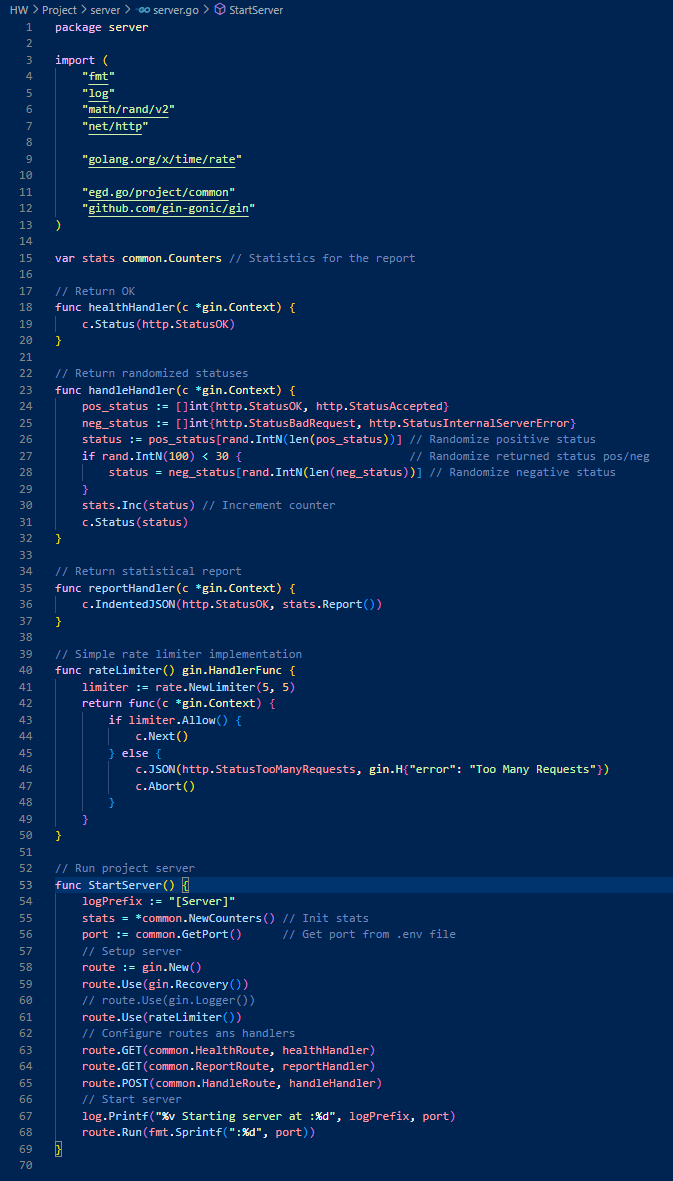 HW > Project > server > server.go > StartServer
1 package server
2
3 import (
4 "fmt"
5 "log"
6 "math/rand/v2"
7 "net/http"
8
9 "golang.org/x/time/rate"
10
11 "egd.go/project/common"
12 "github.com/gin-gonic/gin"
13 )
14
15 var stats common.Counters // Statistics for the report
16
17 // Return OK
18 func healthHandler(c *gin.Context) {
19 c.Status(http.StatusOK)
20 }
21
22 // Return randomized statuses
23 func handleHandler(c *gin.Context) {
24 pos_status := []int{http.StatusOK, http.StatusAccepted}
25 neg_status := []int{http.StatusBadRequest, http.StatusInternalServerError}
26 status := pos_status[rand.IntN(len(pos_status))] // Randomize positive status
27 if rand.IntN(100) < 30 { // Randomize returned status pos/neg
28 status = neg_status[rand.IntN(len(neg_status))] // Randomize negative status
29 }
30 stats.Inc(status) // Increment counter
31 c.Status(status)
32 }
33
34 // Return statistical report
35 func reportHandler(c *gin.Context) {
36 c.IndentedJSON(http.StatusOK, stats.Report())
37 }
38
39 // Simple rate limiter implementation
40 func rateLimiter() gin.HandlerFunc {
41 limiter := rate.NewLimiter(5, 5)
42 return func(c *gin.Context) {
43 if limiter.Allow() {
44 c.Next()
45 } else {
46 c.JSON(http.StatusTooManyRequests, gin.H{"error": "Too Many Requests"})
47 c.Abort()
48 }
49 }
50 }
51
52 // Run project server
53 func StartServer() {
54 logPrefix := "[Server]"
55 stats = *common.NewCounters() // Init stats
56 port := common.GetPort() // Get port from .env file
57 // Setup server
58 route := gin.New()
59 route.Use(gin.Recovery())
60 // route.Use(gin.Logger())
61 route.Use(rateLimiter())
62 // Configure routes ans handlers
63 route.GET(common.HealthRoute, healthHandler)
64 route.GET(common.ReportRoute, reportHandler)
65 route.POST(common.HandleRoute, handleHandler)
66 // Start server
67 log.Printf("%v Starting server at :%d", logPrefix, port)
68 route.Run(fmt.Sprintf(":%d", port))
69 }
70